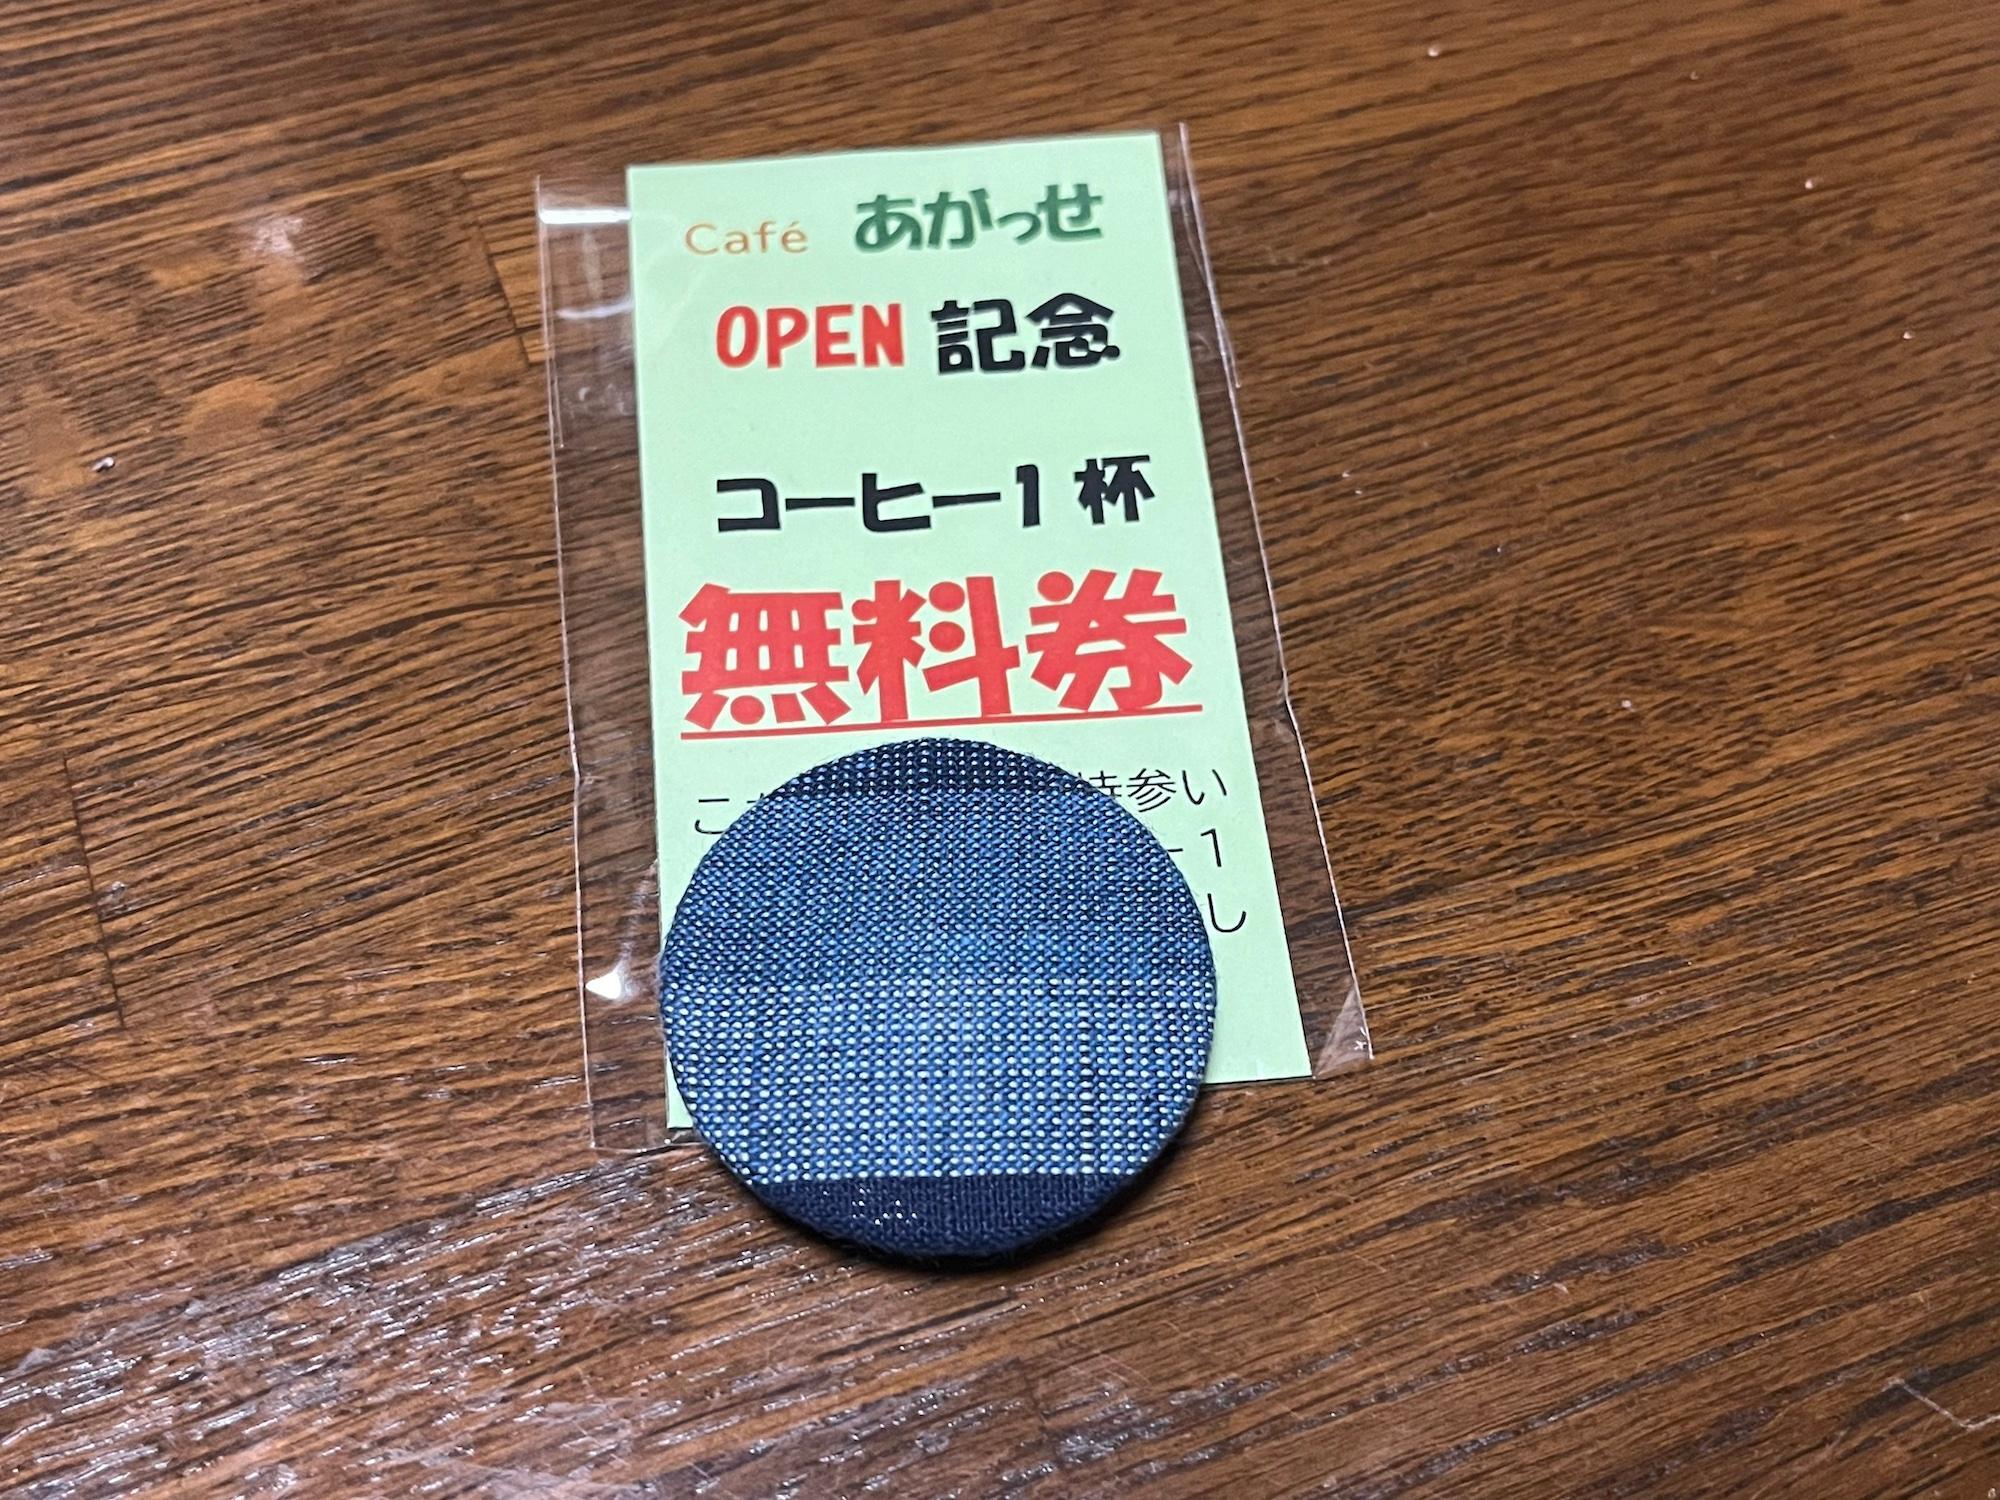 Café あがっせ
OPEN 記念
コーヒー1杯
無料券
こ 持参い
ー1
し